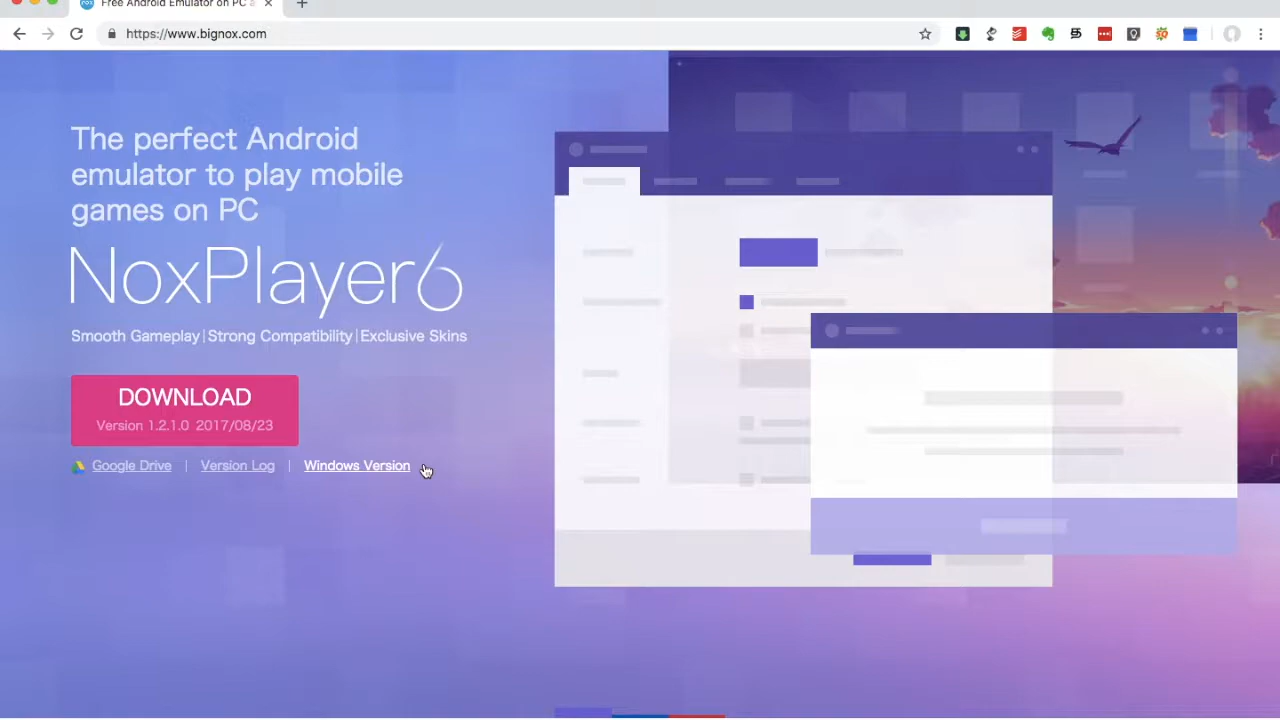 Free Android Emulator on PC
https://www.bignox.com
The perfect Android
emulator to play mobile
games on PC
NoxPlayer6
Smooth Gameplay|Strong Compatibility|Exclusive Skins
DOWNLOAD
Version 1.2.1.0 2017/08/23
Google Drive | Version Log | Windows Version